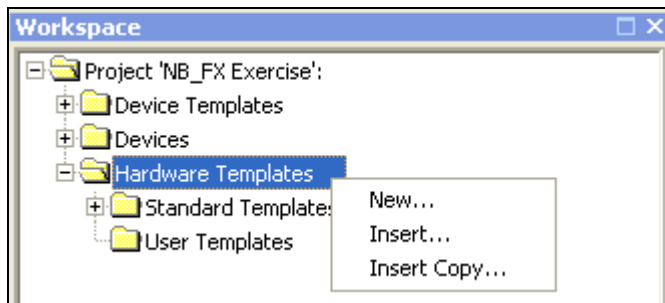 Workspace
Project 'NB_FX Exercise':
Device Templates
Devices
Hardware Templates
Standard Templates
User Templates
New...
Insert...
Insert Copy...